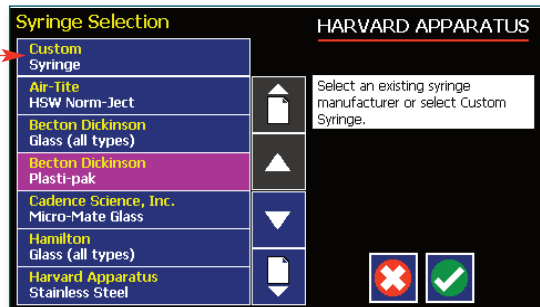 Syringe Selection
Custom
Syringe
Air-Tite
HSW Norm-Ject
Becton Dickinson
Glass (all types)
Becton Dickinson
Plasti-pak
Cadence Science, Inc.
Micro-Mate Glass
Hamilton
Glass (all types)
Harvard Apparatus
Stainless Steel
HARVARD APPARATUS
Select an existing syringe
manufacturer or select Custom
Syringe.